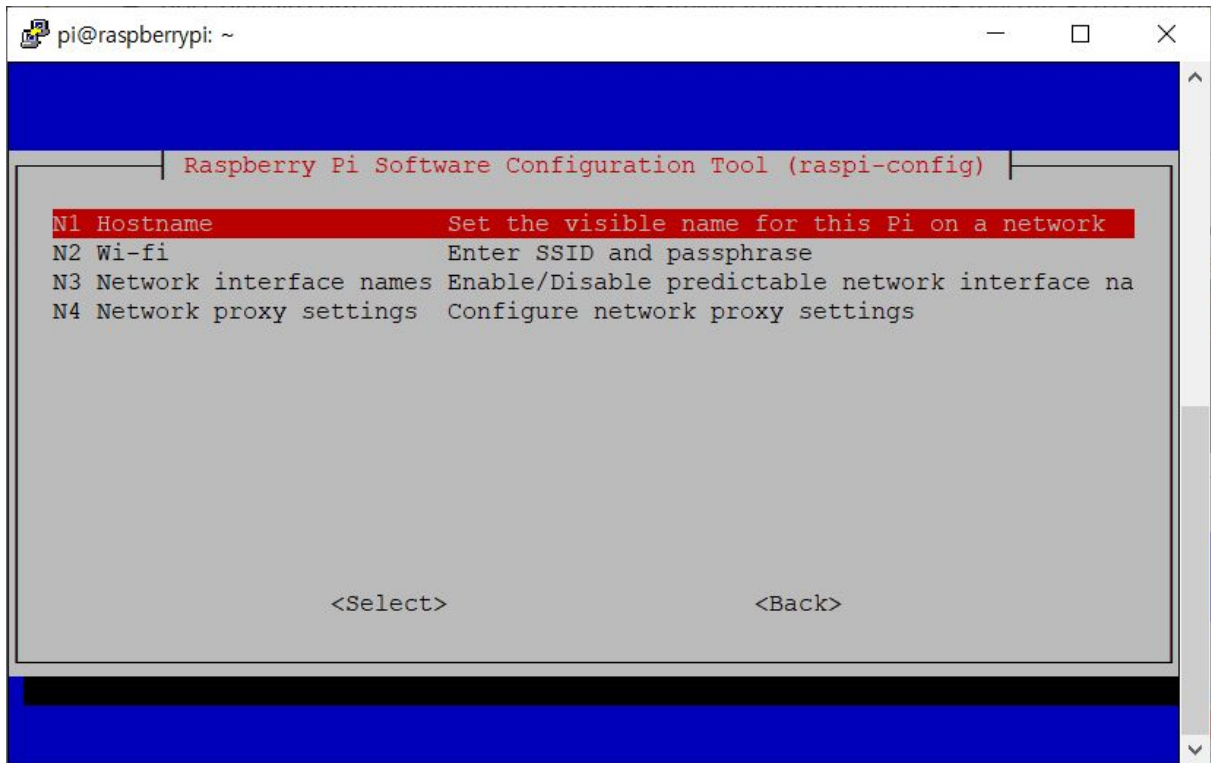 pi@raspberrypi: ~
Raspberry Pi Software Configuration Tool (raspi-config)
N1 Hostname Set the visible name for this Pi on a network
N2 Wi-fi Enter SSID and passphrase
N3 Network interface names Enable/Disable predictable network interface na
N4 Network proxy settings Configure network proxy settings
<Select> <Back>